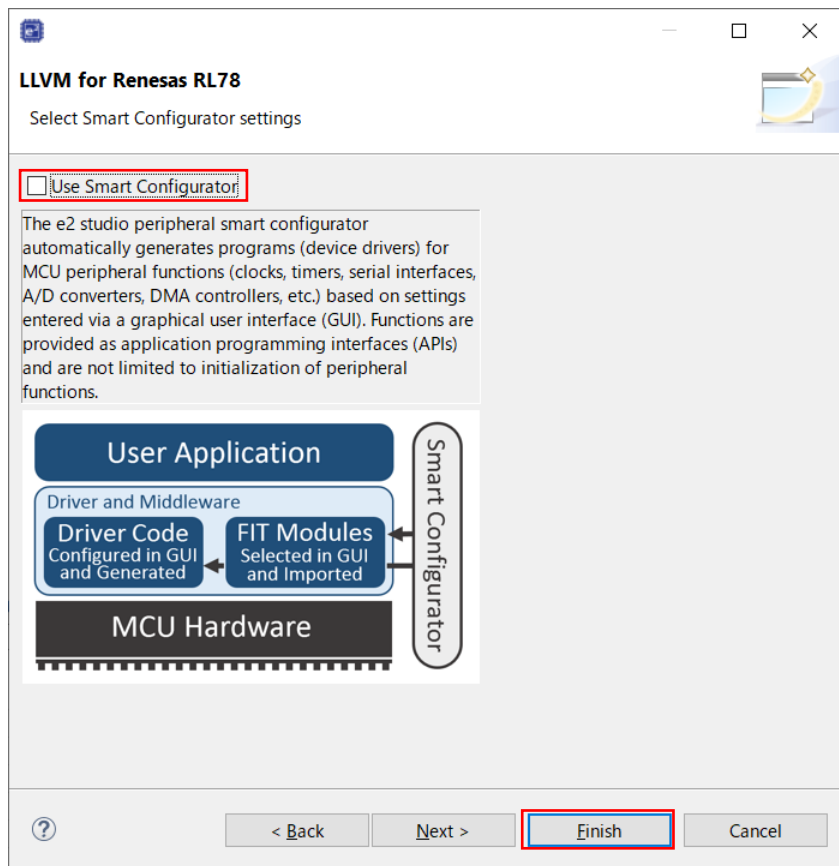 LLVM for Renesas RL78
Select Smart Configurator settings
Use Smart Configurator
The e2 studio peripheral smart configurator
automatically generates programs (device drivers) for
MCU peripheral functions (clocks, timers, serial interfaces,
A/D converters, DMA controllers, etc.) based on settings
entered via a graphical user interface (GUI). Functions are
provided as application programming interfaces (APIs)
and are not limited to initialization of peripheral
functions.
User Application
Driver and Middleware
Driver Code
Configured in GUI
and Generated
FIT Modules
Selected in GUI
and Imported
Smart Configurator
MCU Hardware
?
< Back
Next >
Finish
Cancel